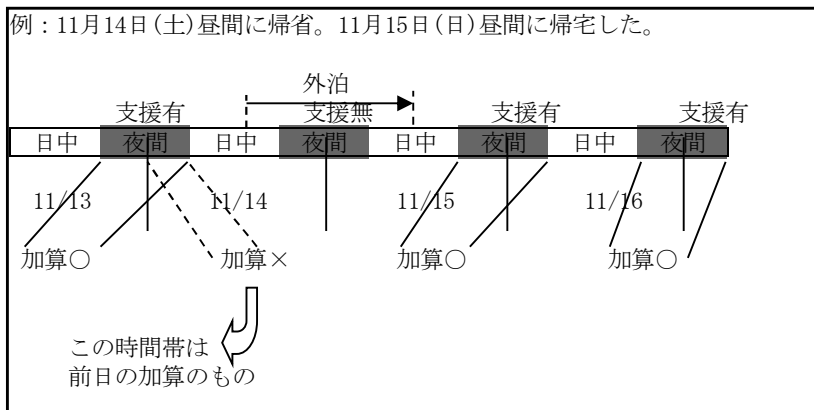 例：11月14日(土)昼間に帰省。11月15日(日)昼間に帰宅した。
外泊
支援有 支援無 支援有 支援有
日中 夜間 日中 夜間 日中 夜間 日中 夜間
11/13 11/14 11/15 11/16
加算○ 加算× 加算○ 加算○
この時間帯は
前日の加算のもの